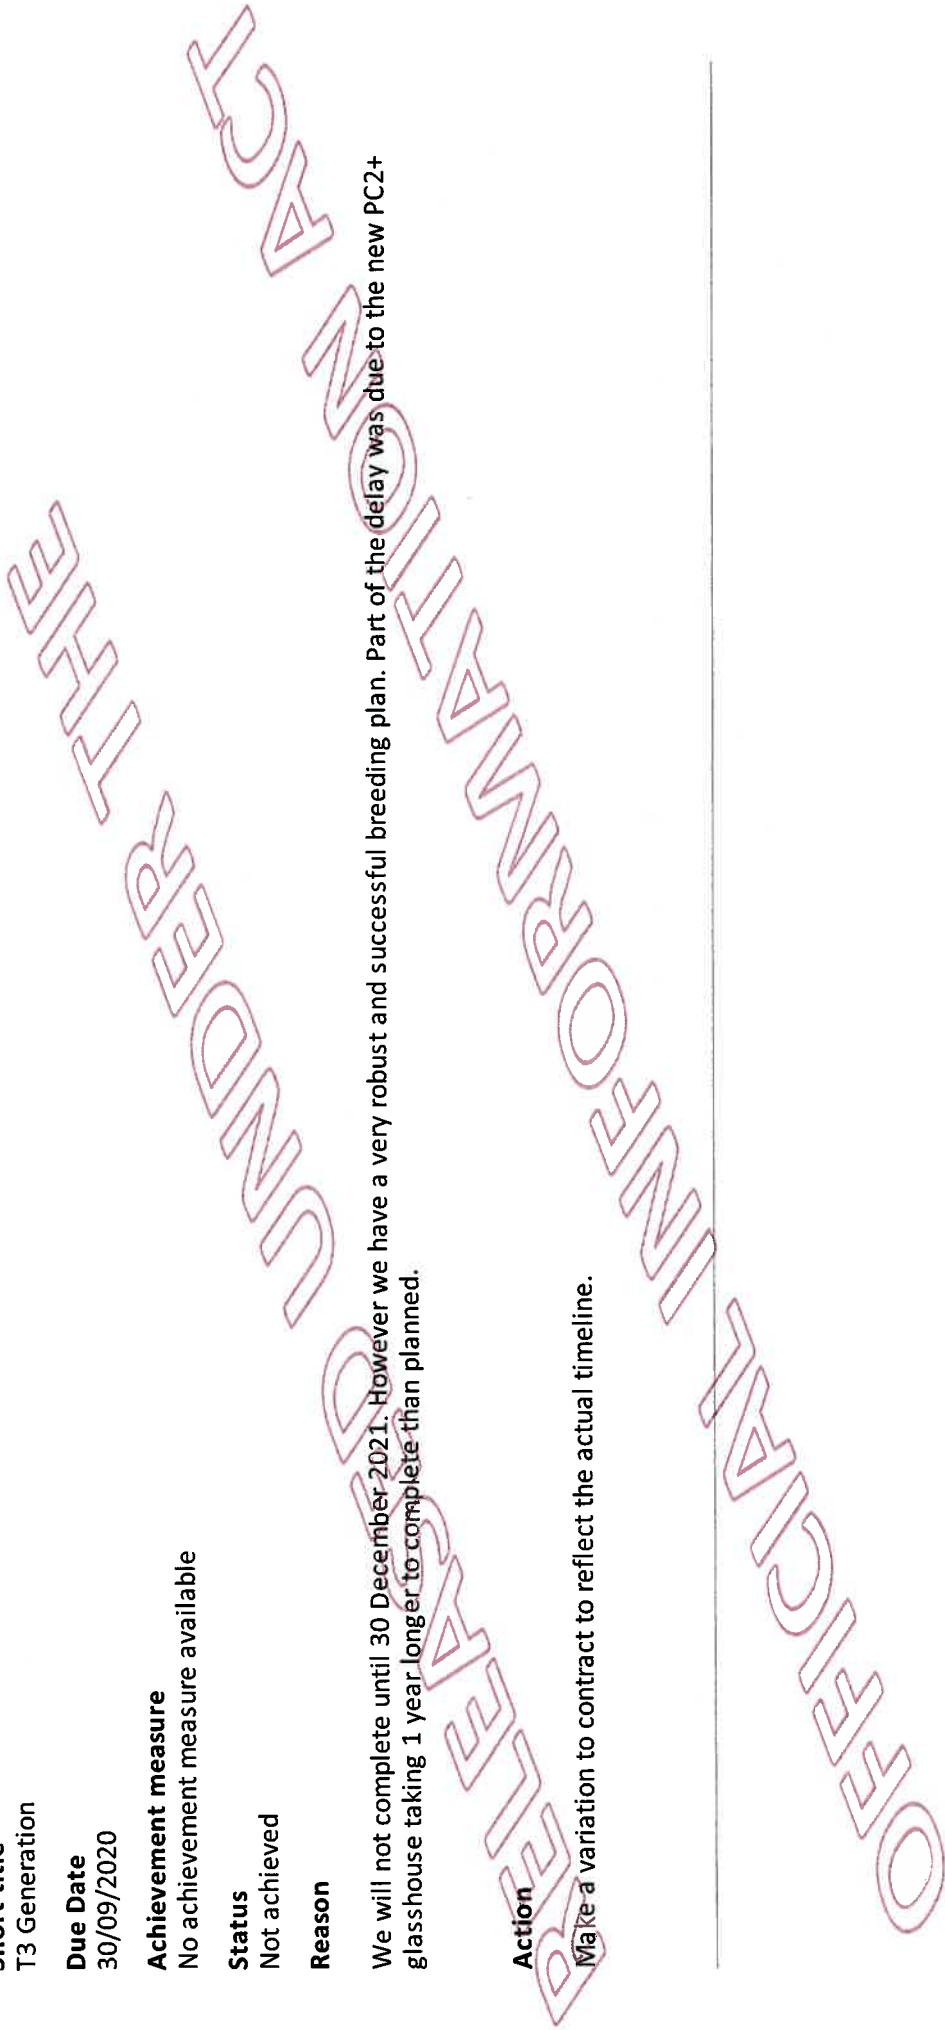 Short title
T3 Generation
Due Date
30/09/2020
Achievement measure
No achievement measure available
Status
Not achieved
Reason
We will not complete until 30 December 2021. However we have a very robust and successful breeding plan. Part of the delay was due to the new PC2+
glasshouse taking 1 year longer to complete than planned.
Action
Make a variation to contract to reflect the actual timeline.
RELEASED UNDER THE
OFFICIAL INFORMATION ACT